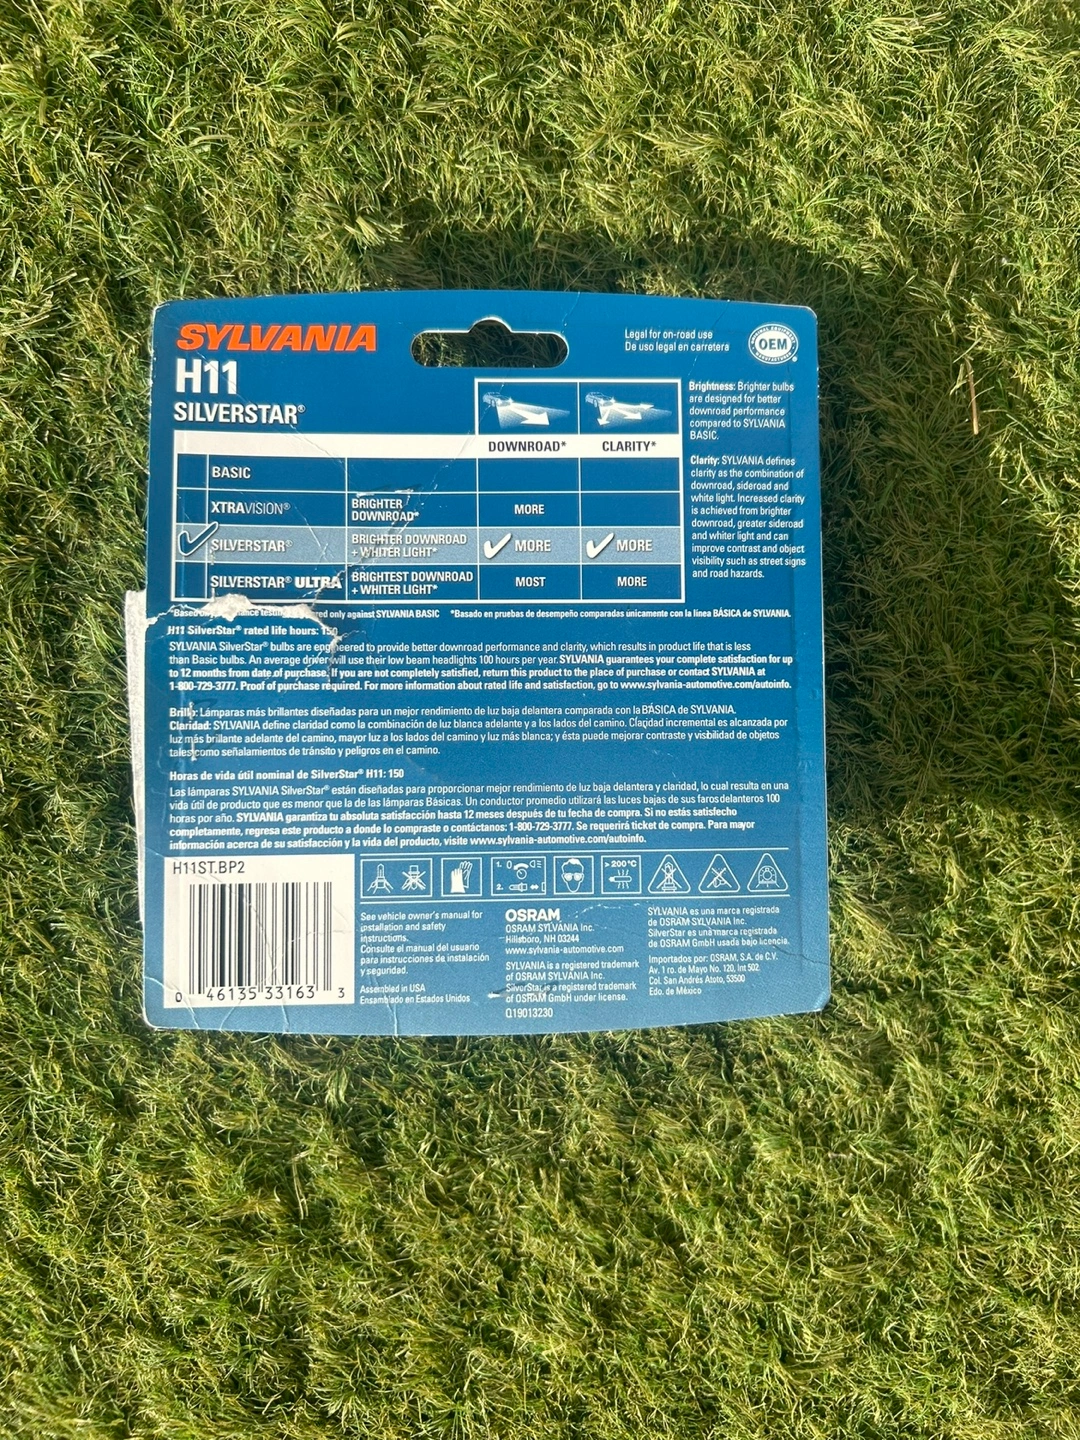 SYLVANIA
H11
SILVERSTAR®
Legal for on-road use
De uso legal en carretera
OEM
DOWNROAD* CLARITY*
BASIC
XTRAVISION® BRIGHTER DOWNROAD* MORE
SILVERSTAR® BRIGHTER DOWNROAD + WHITER LIGHT* MORE MORE
SILVERSTAR® ULTRA BRIGHTEST DOWNROAD + WHITER LIGHT* MOST MORE
Brightness: Brighter bulbs
are designed for better
downroad performance
compared to SYLVANIA
BASIC.
Clarity: SYLVANIA defines
clarity as the combination of
downroad, sideroad and
white light. Increased clarity
is achieved from brighter
downroad, greater sideroad
and whiter light and can
improve contrast and object
visibility such as street signs
and road hazards.
*Based only against SYLVANIA BASIC *Basado en pruebas de desempeño comparadas únicamente con la línea BÁSICA de SYLVANIA.
H11 SilverStar® rated life hours: 150
SYLVANIA SilverStar® bulbs are engineered to provide better downroad performance and clarity, which results in product life that is less
than Basic bulbs. An average driver will use their low beam headlights 100 hours per year. SYLVANIA guarantees your complete satisfaction for up
to 12 months from date of purchase. If you are not completely satisfied, return this product to the place of purchase or contact SYLVANIA at
1-800-729-3777. Proof of purchase required. For more information about rated life and satisfaction, go to www.sylvania-automotive.com/autoinfo.
Brillo: Lámparas más brillantes diseñadas para un mejor rendimiento de luz baja delantera comparada con la BÁSICA de SYLVANIA.
Claridad: SYLVANIA define claridad como la combinación de luz blanca adelante y a los lados del camino. Claridad incremental es alcanzada por
luz más brillante adelante del camino, mayor luz a los lados del camino y luz más blanca; y ésta puede mejorar contraste y visibilidad de objetos
tales como señalamientos de tránsito y peligros en el camino.
Horas de vida útil nominal de SilverStar® H11: 150
Las lámparas SYLVANIA SilverStar® están diseñadas para proporcionar mejor rendimiento de luz baja delantera y claridad, lo cual resulta en una
vida útil de producto que es menor que la de las lámparas Básicas. Un conductor promedio utilizará las luces bajas de sus faros delanteros 100
horas por año. SYLVANIA garantiza tu absoluta satisfacción hasta 12 meses después de tu fecha de compra. Si no estás satisfecho
completamente, regresa este producto a donde lo compraste o contáctanos: 1-800-729-3777. Se requerirá ticket de compra. Para mayor
información acerca de su satisfacción y la vida del producto, visite www.sylvania-automotive.com/autoinfo.
H11ST.BP2
0 46135 33163 3
1. 0
2.
>200°C
See vehicle owner's manual for
installation and safety
instructions.
Consulte el manual del usuario
para instrucciones de instalación
y seguridad.
Assembled in USA
Ensamblado en Estados Unidos
OSRAM
OSRAM SYLVANIA Inc.
Hillsboro, NH 03244
www.sylvania-automotive.com
SYLVANIA is a registered trademark
of OSRAM SYLVANIA Inc.
SilverStar is a registered trademark
of OSRAM GmbH under license.
Q19013230
SYLVANIA es una marca registrada
de OSRAM SYLVANIA Inc.
SilverStar es una marca registrada
de OSRAM GmbH usada bajo licencia.
Importados por: OSRAM, S.A. de C.V.
Av. 1 ro. de Mayo No. 120, Int 502
Col. San Andrés Atoto, 53500
Edo. de México